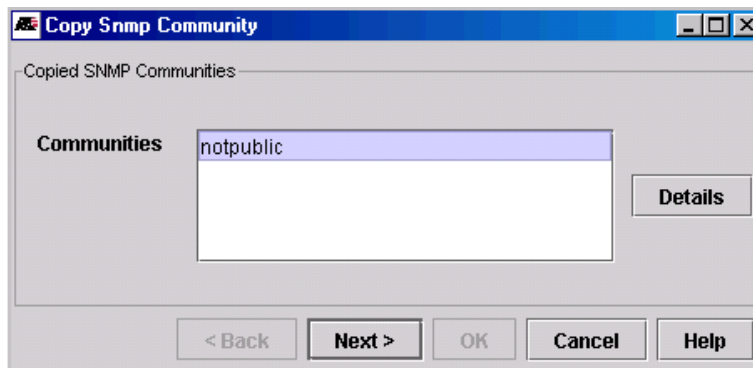 Copy Snmp Community
Copied SNMP Communities
Communities
notpublic
Details
< Back
Next >
OK
Cancel
Help